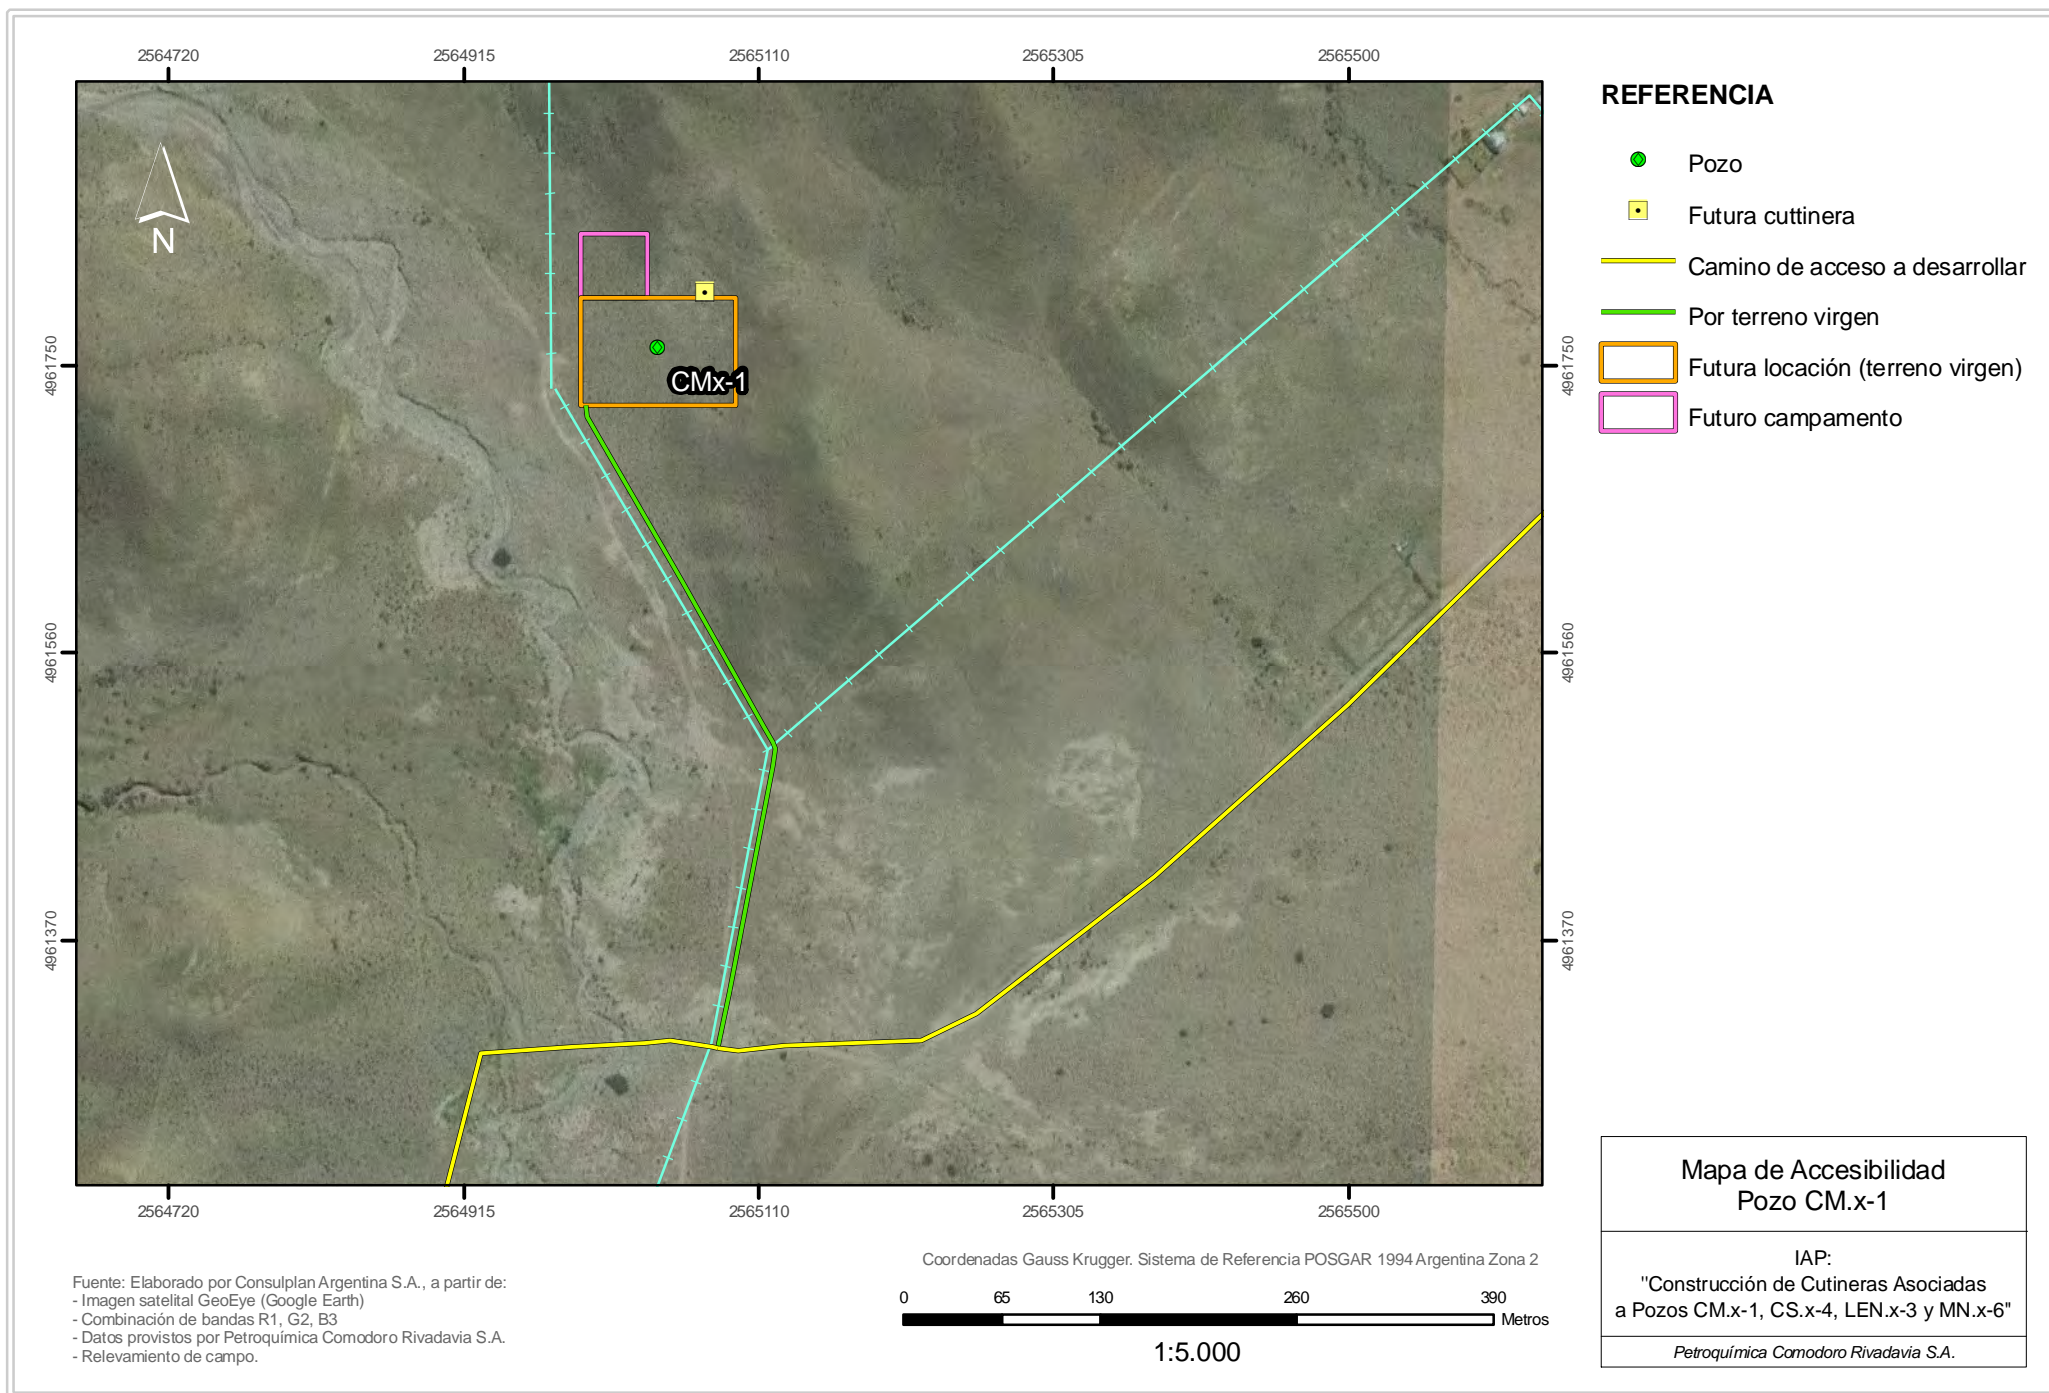 2564720 2564915 2565110 2565305 2565500
REFERENCIA
Pozo
Futura cuttinera
Camino de acceso a desarrollar
Por terreno virgen
Futura locación (terreno virgen)
Futuro campamento
N
CMx-1
4961750 4961750
4961560 4961560
4961370 4961370
2564720 2564915 2565110 2565305 2565500
Mapa de Accesibilidad
Pozo CM.x-1
IAP:
"Construcción de Cutineras Asociadas
a Pozos CM.x-1, CS.x-4, LEN.x-3 y MN.x-6"
Petroquímica Comodoro Rivadavia S.A.
Coordenadas Gauss Krugger. Sistema de Referencia POSGAR 1994 Argentina Zona 2
0 65 130 260 390
Metros
1:5.000
Fuente: Elaborado por Consulplan Argentina S.A., a partir de:
- Imagen satelital GeoEye (Google Earth)
- Combinación de bandas R1, G2, B3
- Datos provistos por Petroquímica Comodoro Rivadavia S.A.
- Relevamiento de campo.